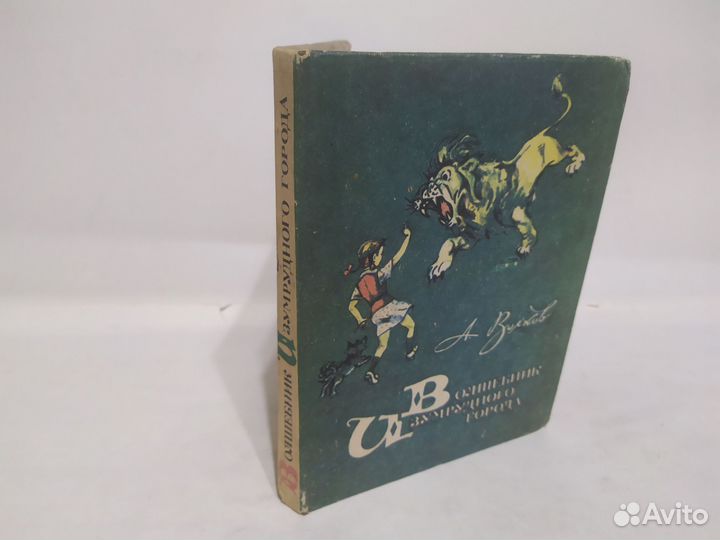 ВОЛШЕБНИК ИЗУМРУДНОГО ГОРОДА
А. Волков
ВОЛШЕБНИК
ИЗУМРУДНОГО
ГОРОДА
Avito